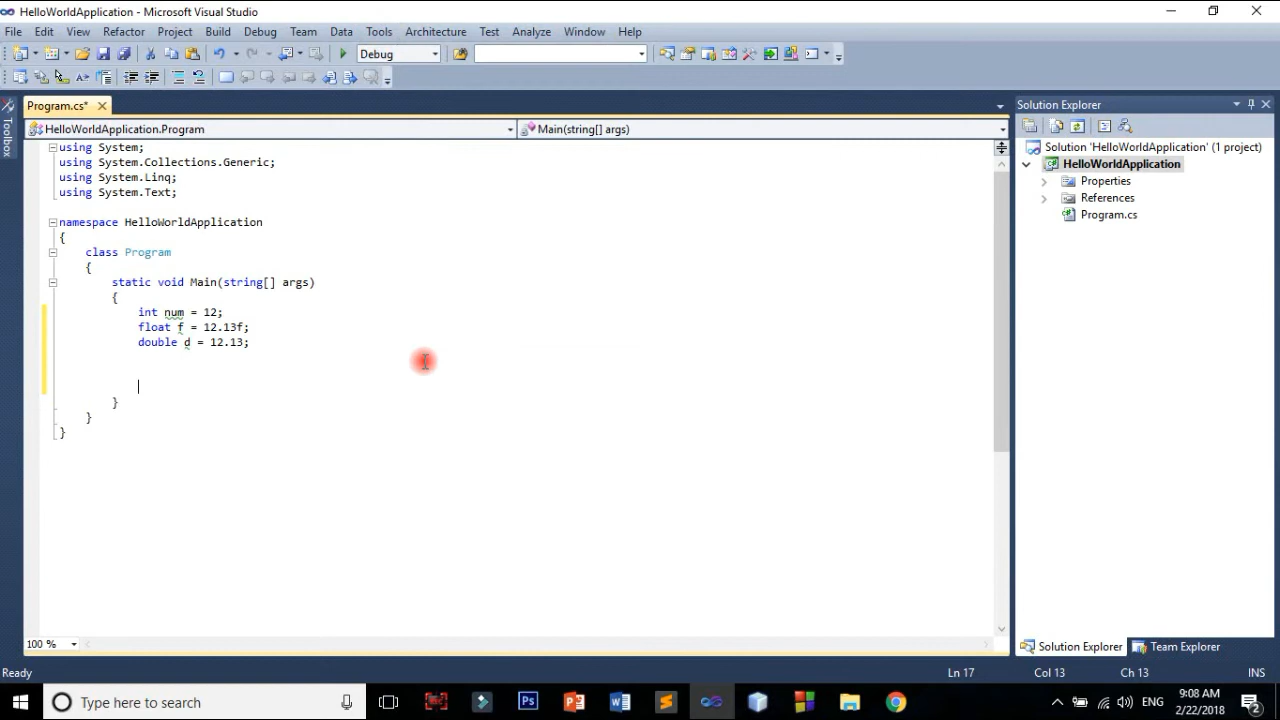 HelloWorldApplication - Microsoft Visual Studio
File Edit View Refactor Project Build Debug Team Data Tools Architecture Test Analyze Window Help
Debug
Program.cs*
Solution Explorer
Toolbox
HelloWorldApplication.Program
Main(string[] args)
using System;
using System.Collections.Generic;
using System.Linq;
using System.Text;
namespace HelloWorldApplication
{
class Program
{
static void Main(string[] args)
{
int num = 12;
float f = 12.13f;
double d = 12.13;
}
}
}
Solution 'HelloWorldApplication' (1 project)
HelloWorldApplication
Properties
References
Program.cs
100 %
Solution Explorer
Team Explorer
Ready
Ln 17
Col 13
Ch 13
INS
Type here to search
Ps
ENG
9:08 AM
2/22/2018
2